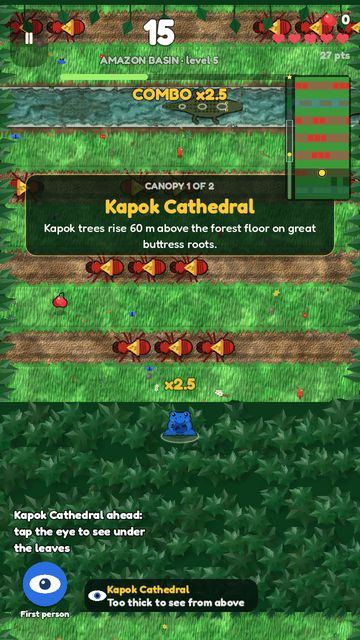 15
0
AMAZON BASIN · level 5
27 pts
COMBO x2.5
CANOPY 1 OF 2
Kapok Cathedral
Kapok trees rise 60 m above the forest floor on great
buttress roots.
x2.5
Kapok Cathedral ahead:
tap the eye to see under
the leaves
Kapok Cathedral
Too thick to see from above
First person